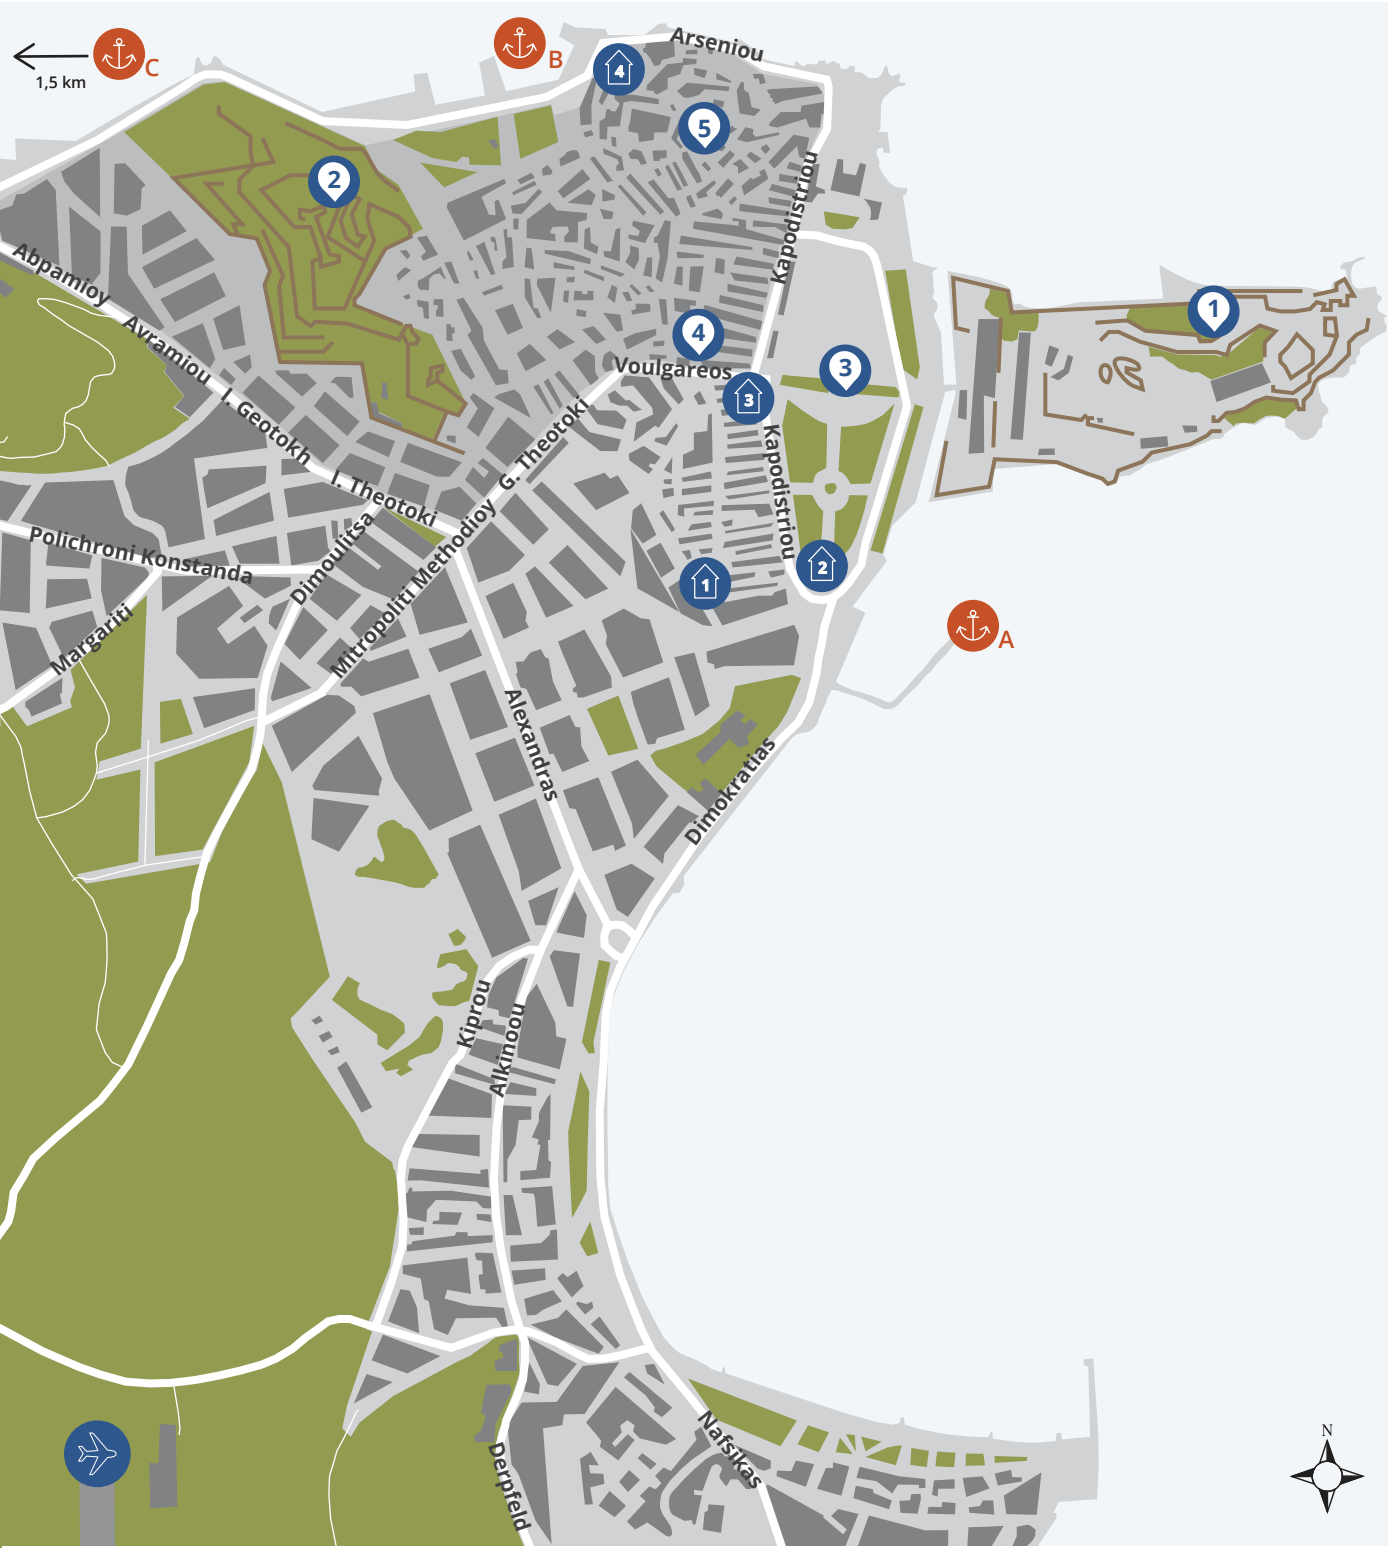 C
1,5 km
B
4
Arseniou
5
2
Kapodistriou
Abpamioy
Avramiou
I. Geotokh
I. Theotoki
1
4
Voulgareos
3
3
G. Theotoki
Kapodistriou
Polichroni Konstanda
Dimoulitsa
Mitropoliti Methodioy
1
2
Margariti
A
Alexandras
Dimokratias
Kiprou
Alkinoou
Nafsikas
Derpfeld
N